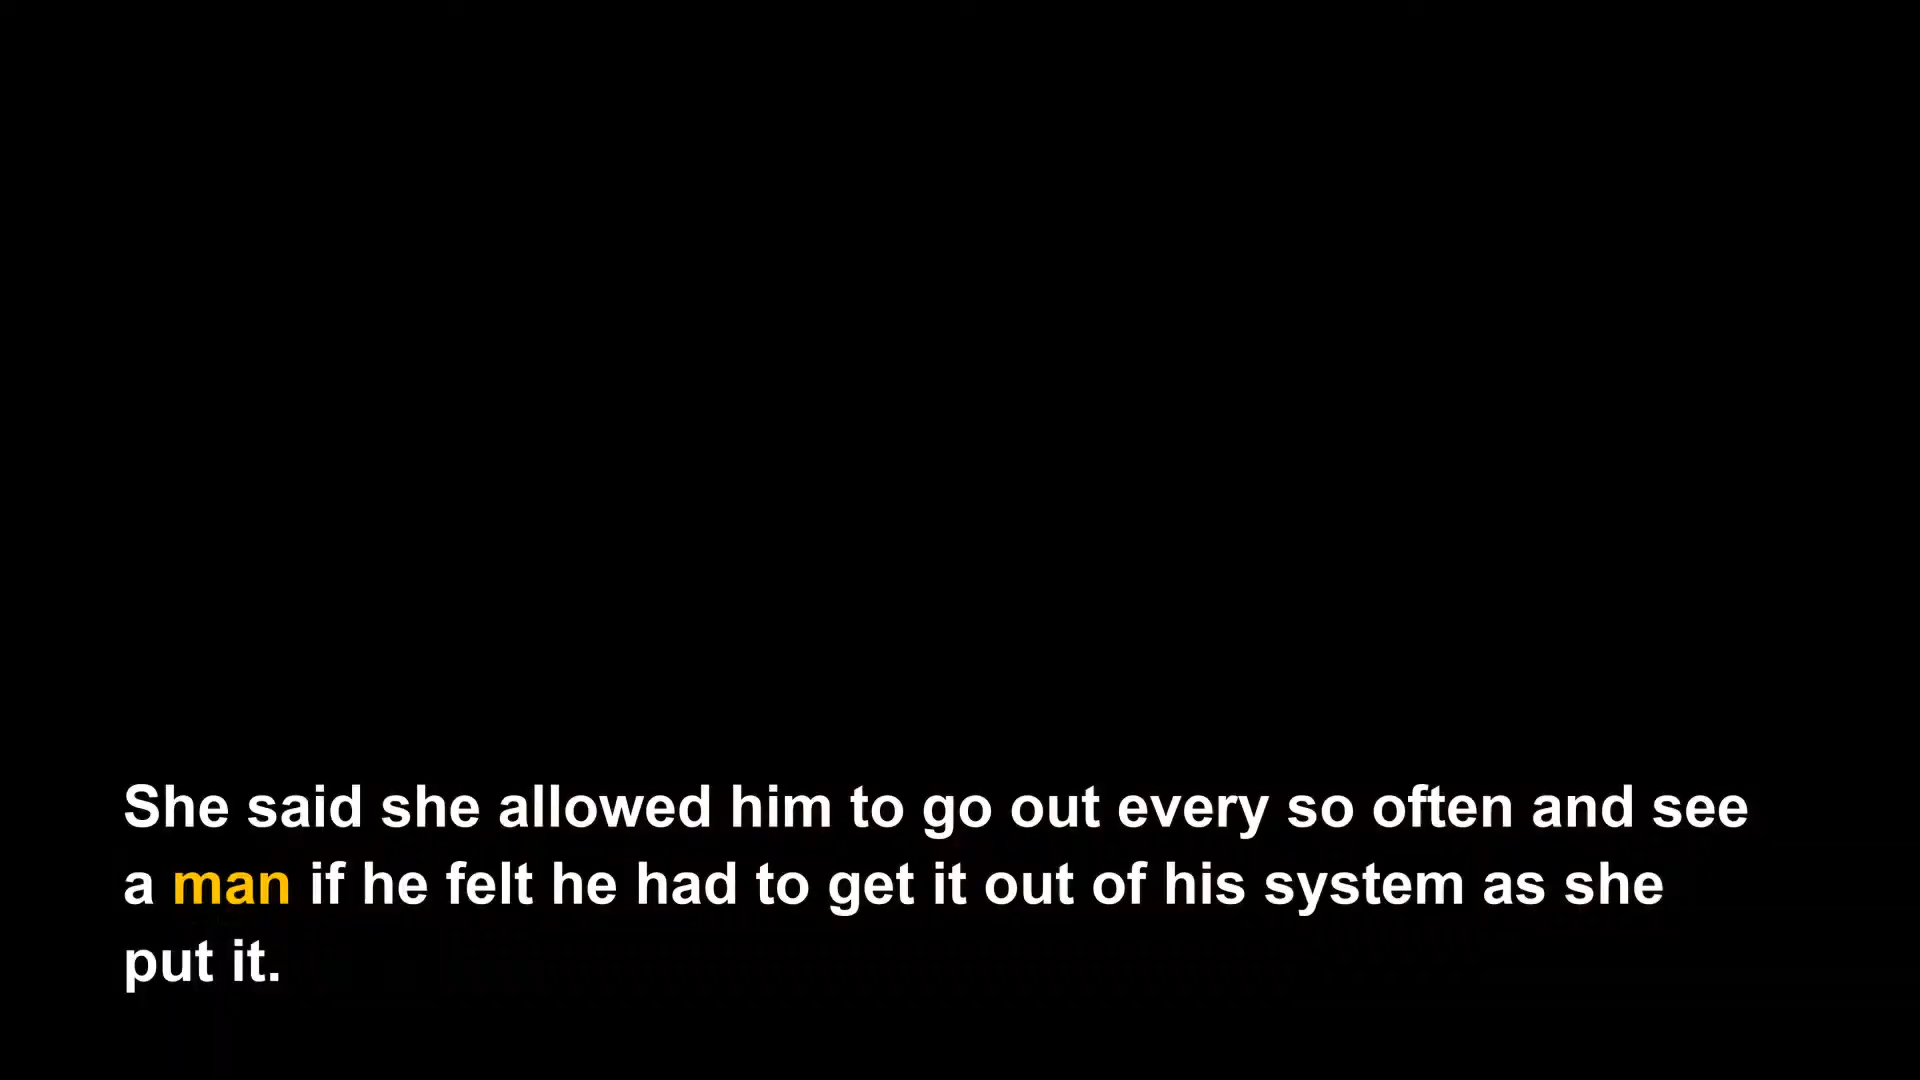 She said she allowed him to go out every so often and see
a man if he felt he had to get it out of his system as she
put it.